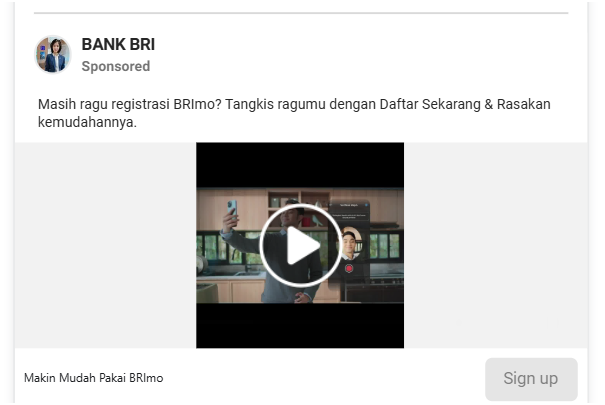 BANK BRI
Sponsored
Masih ragu registrasi BRImo? Tangkis ragumu dengan Daftar Sekarang & Rasakan
kemudahannya.
Makin Mudah Pakai BRImo
Sign up